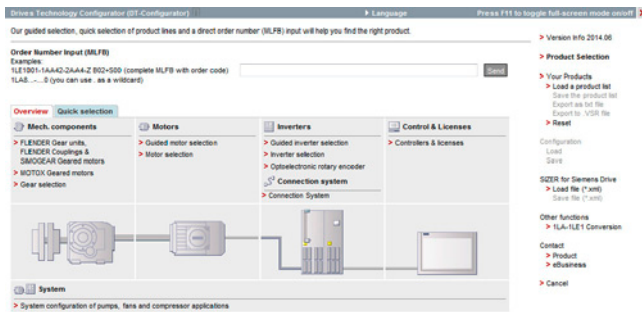 Drives Technology Configurator (DT-Configurator)
Language
Press F11 to toggle full-screen mode on/off
Our guided selection, quick selection of product lines and a direct order number (MLFB) input will help you find the right product.
Order Number Input (MLFB)
Examples:
1LE1001-1AA42-2AA4-Z B02+S00 (complete MLFB with order code)
1LA8...-....0 (you can use . as a wildcard)
Send
Overview
Quick selection
Mech. components
> FLENDER Gear units,
FLENDER Couplings &
SIMOGEAR Geared motors
> MOTOX Geared motors
> Gear selection
Motors
> Guided motor selection
> Motor selection
Inverters
> Guided inverter selection
> Inverter selection
> Optoelectronic rotary encoder
Connection system
> Connection System
Control & Licenses
> Controllers & licenses
System
> System configuration of pumps, fans and compressor applications
> Version Info 2014.06
> Product Selection
> Your Products
> Load a product list
Save the product list
Export as txt file
Export to .VSR file
> Reset
Configuration
Load
Save
SIZER for Siemens Drive
> Load file (*.xml)
Save file (*.xml)
Other functions
> 1LA-1LE1 Conversion
Contact
> Product
> eBusiness
> Cancel